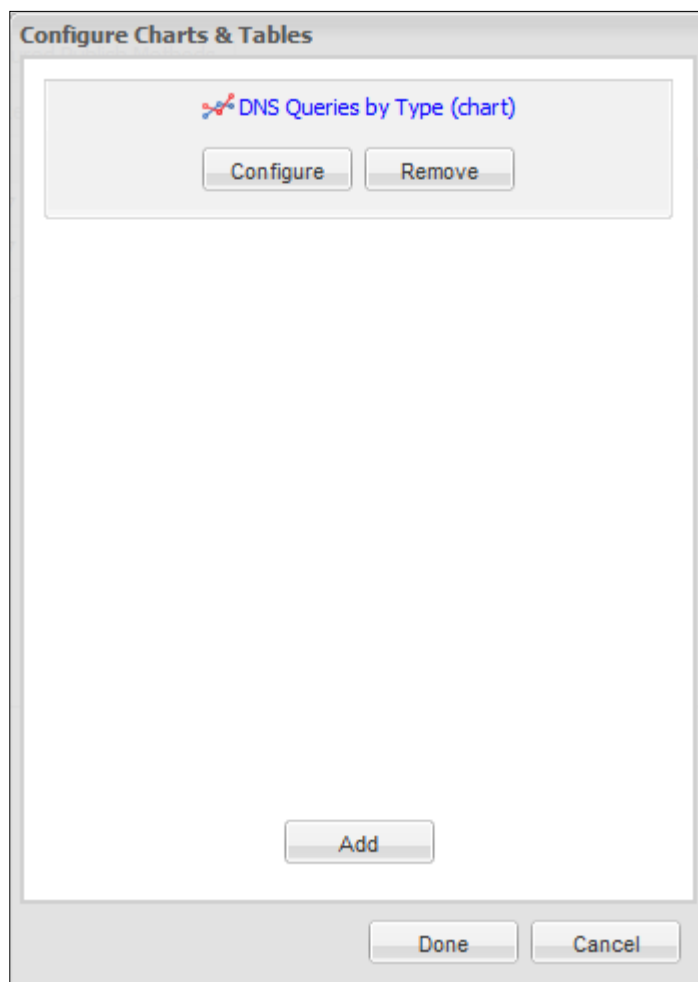 Configure Charts & Tables
DNS Queries by Type (chart)
Configure Remove
Add
Done Cancel